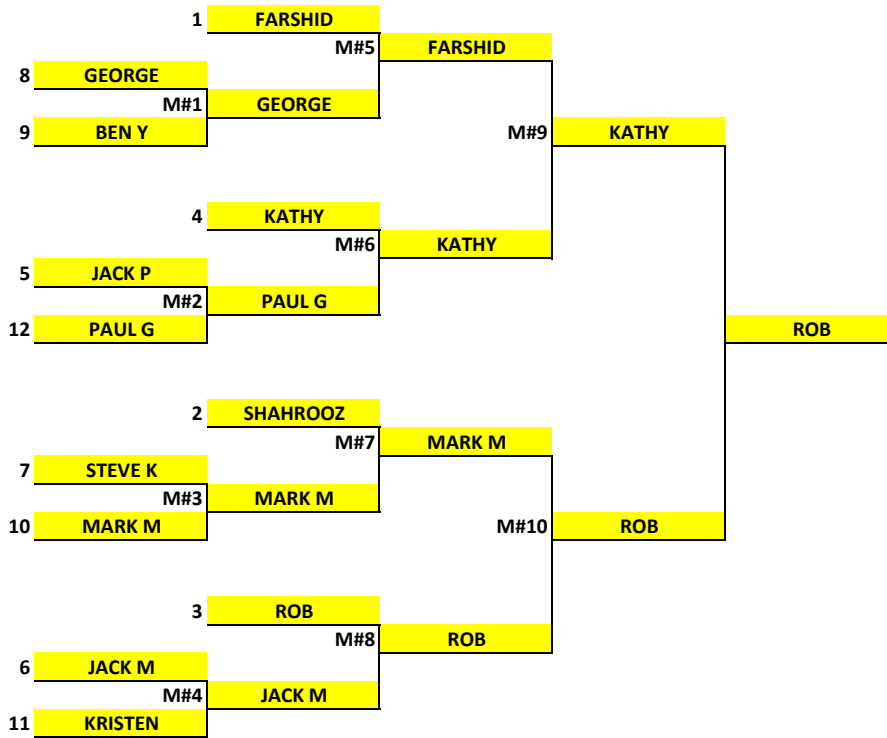 1 FARSHID
M#5 FARSHID
8 GEORGE
M#1 GEORGE
9 BEN Y
M#9 KATHY
4 KATHY
M#6 KATHY
5 JACK P
M#2 PAUL G
12 PAUL G
ROB
2 SHAHROOZ
M#7 MARK M
7 STEVE K
M#3 MARK M
10 MARK M
M#10 ROB
3 ROB
M#8 ROB
6 JACK M
M#4 JACK M
11 KRISTEN